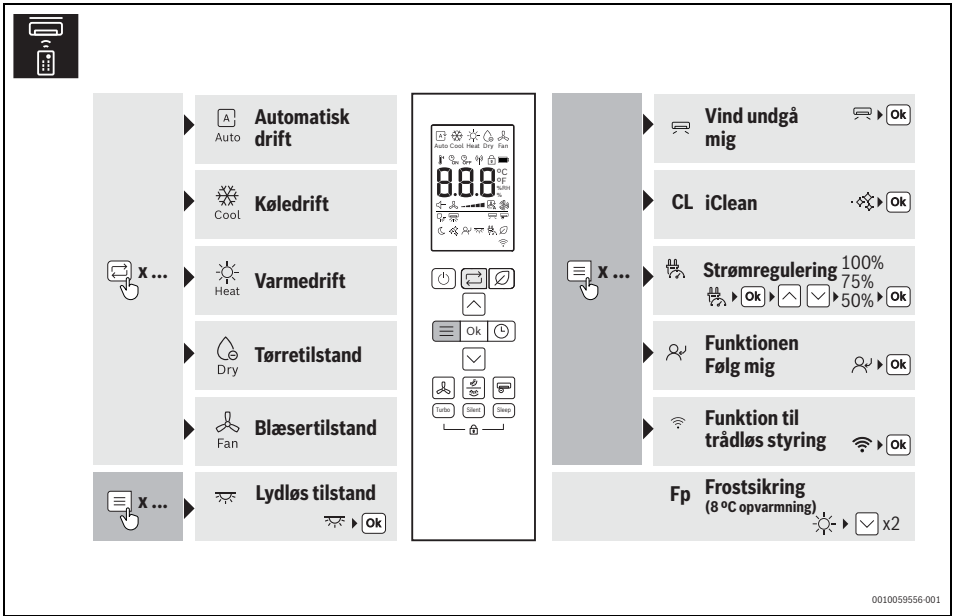 x ...
Auto
Automatisk
drift
Cool
Køledrift
Heat
Varmedrift
Dry
Tørretilstand
Fan
Blæsertilstand
x ...
Lydløs tilstand
Ok
Auto Cool Heat Dry Fan
ON OFF
8.8.8
°C
°F
%RH
%
Ok
Turbo Silent Sleep
x ...
Vind undgå
mig
Ok
CL iClean
Ok
Strømregulering
100%
75%
50%
Ok
Ok
Funktionen
Følg mig
Ok
Funktion til
trådløs styring
Ok
Fp Frostsikring
(8 ºC opvarmning)
x2
0010059556-001